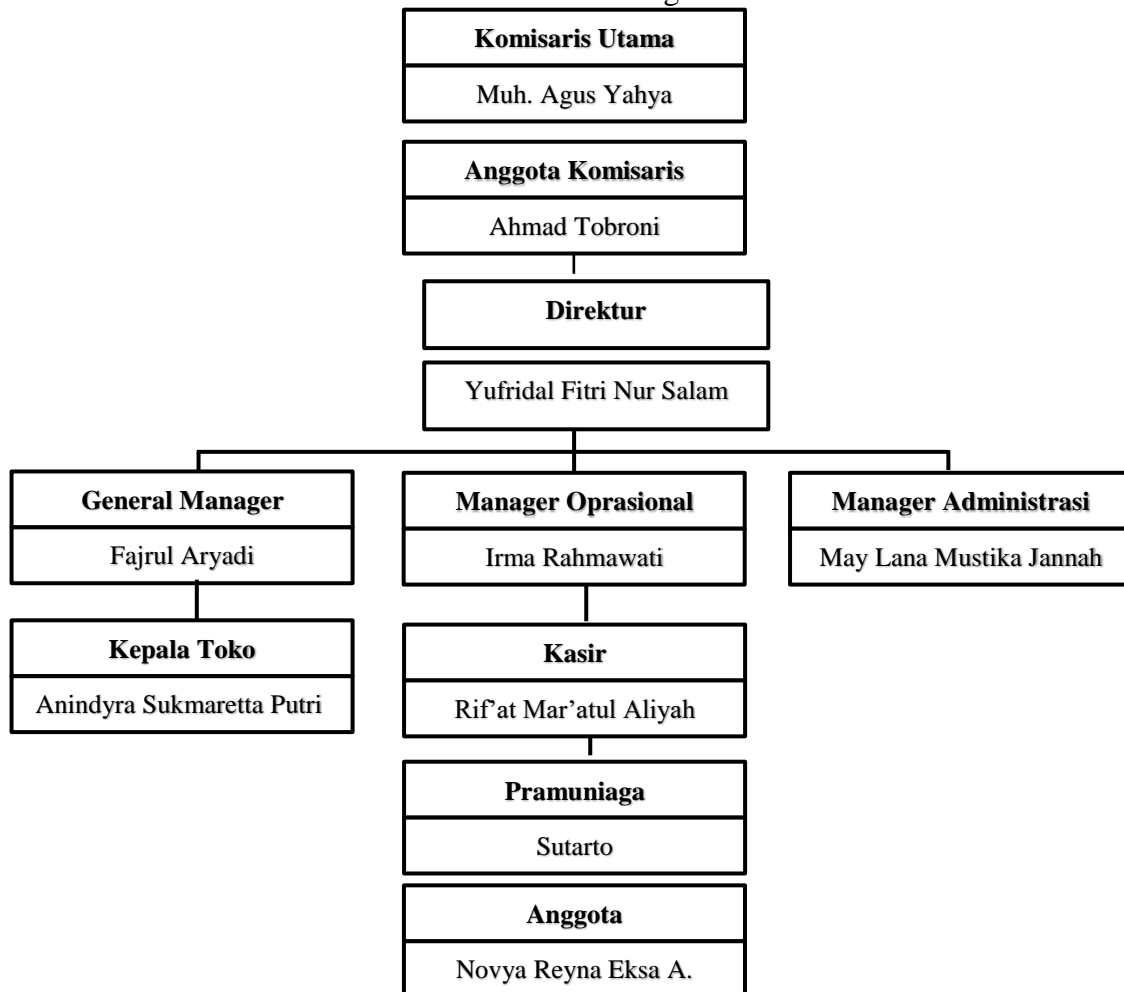 Komisaris Utama
Muh. Agus Yahya
Anggota Komisaris
Ahmad Tobroni
Direktur
Yufridal Fitri Nur Salam
General Manager
Fajrul Aryadi
Manager Oprasional
Irma Rahmawati
Manager Administrasi
May Lana Mustika Jannah
Kepala Toko
Anindyra Sukmaretta Putri
Kasir
Rif’at Mar’atul Aliyah
Pramuniaga
Sutarto
Anggota
Novya Reyna Eksa A.